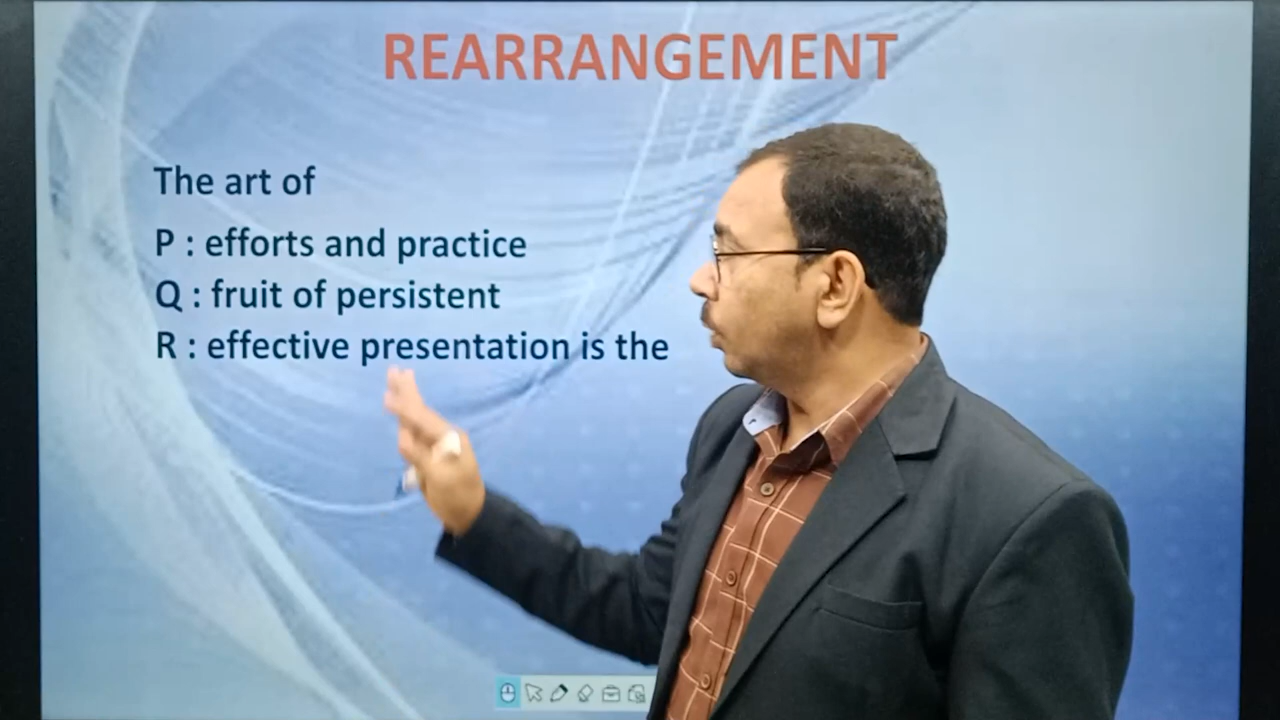 REARRANGEMENT
The art of
P : efforts and practice
Q : fruit of persistent
R : effective presentation is the